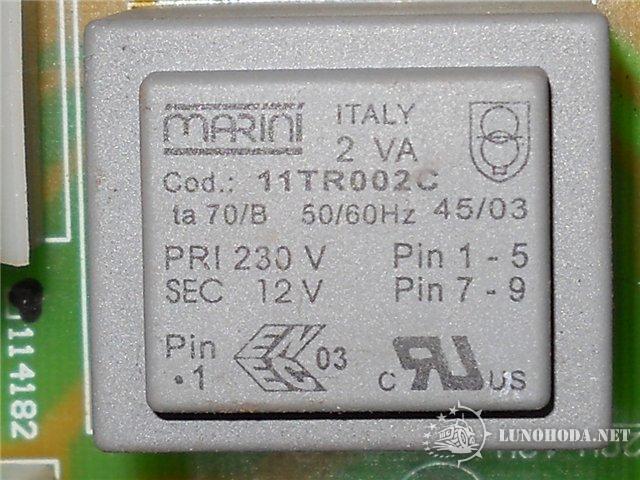 MARINI
ITALY
2 VA
Cod.: 11TR002C
ta 70/B 50/60Hz 45/03
PRI 230 V Pin 1 - 5
SEC 12 V Pin 7 - 9
Pin
.1
03
C UR US
114182
LUNOHODA.NET